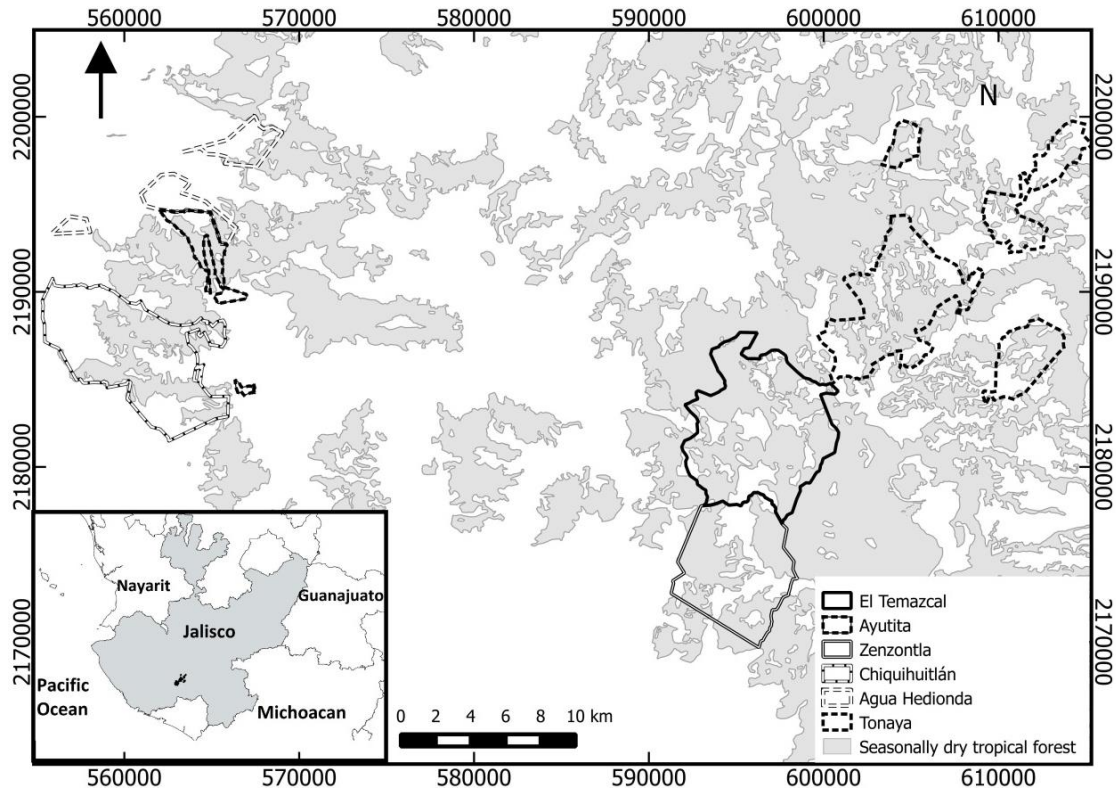 560000 570000 580000 590000 600000 610000
N
2200000 2200000
2190000 2190000
2180000 2180000
2170000 2170000
Nayarit
Guanajuato
Jalisco
Pacific
Ocean
Michoacan
0 2 4 6 8 10 km
El Temazcal
Ayutita
Zenzontla
Chiquihuitlán
Agua Hedionda
Tonaya
Seasonally dry tropical forest
560000 570000 590000 600000 610000